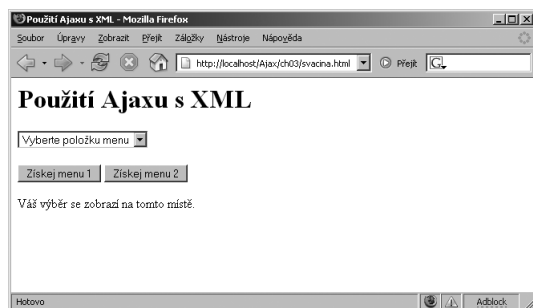 Použití Ajaxu s XML - Mozilla Firefox
Soubor Úpravy Zobrazit Přejít Záložky Nástroje Nápověda
http://localhost/Ajax/ch03/svacina.html Přejít G
Použití Ajaxu s XML
Vyberte položku menu
Získej menu 1 Získej menu 2
Váš výběr se zobrazí na tomto místě.
Hotovo Adblock